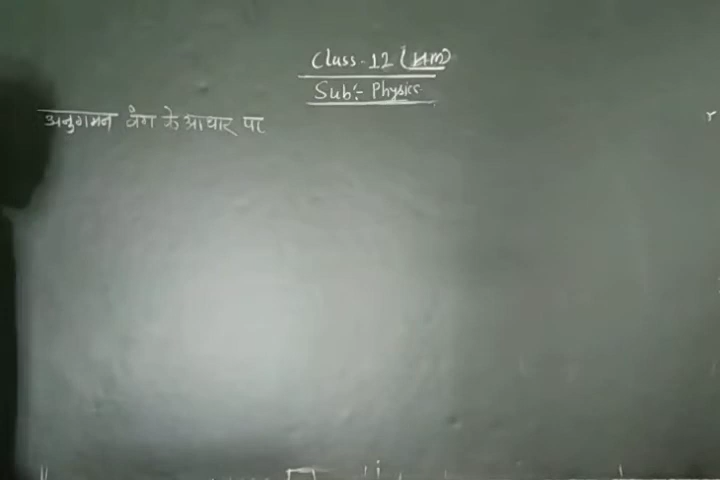 Class-12 (HM)
Sub:- Physics
अनुगमन वेग के आधार पर